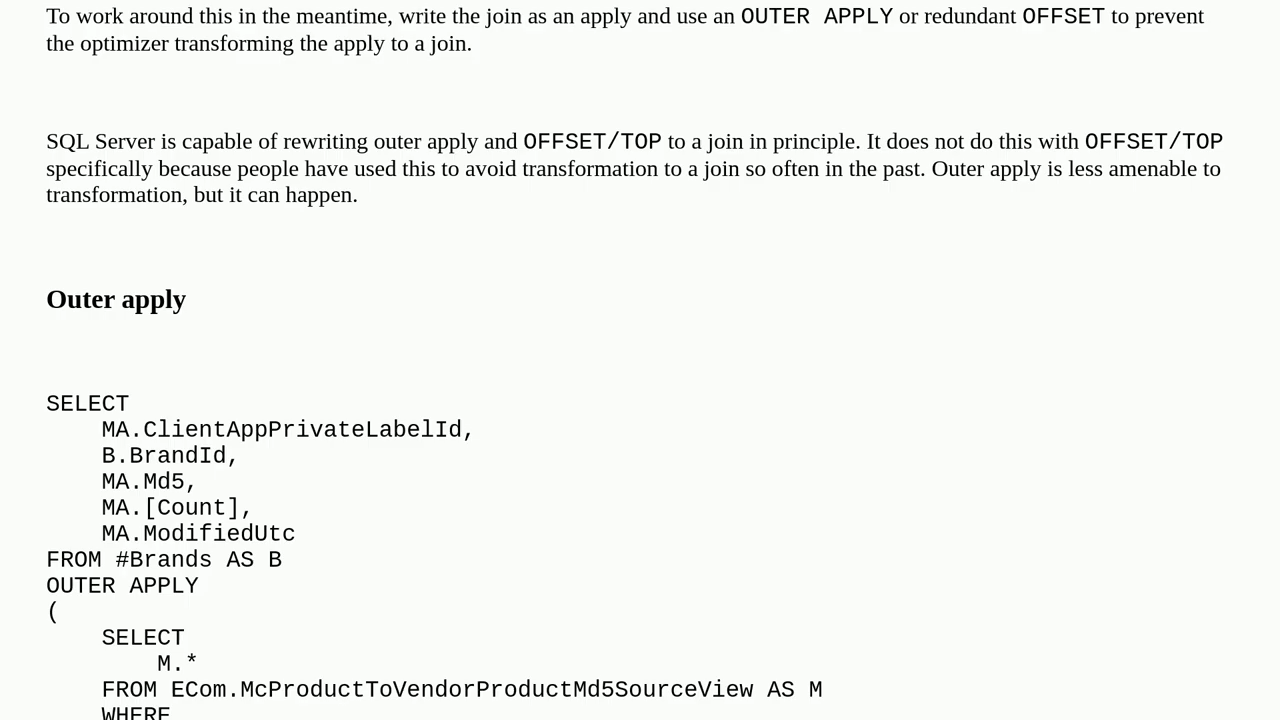 To work around this in the meantime, write the join as an apply and use an OUTER APPLY or redundant OFFSET to prevent
the optimizer transforming the apply to a join.
SQL Server is capable of rewriting outer apply and OFFSET/TOP to a join in principle. It does not do this with OFFSET/TOP
specifically because people have used this to avoid transformation to a join so often in the past. Outer apply is less amenable to
transformation, but it can happen.
Outer apply
SELECT
    MA.ClientAppPrivateLabelId,
    B.BrandId,
    MA.Md5,
    MA.[Count],
    MA.ModifiedUtc
FROM #Brands AS B
OUTER APPLY
(
    SELECT
        M.*
    FROM ECom.McProductToVendorProductMd5SourceView AS M
    WHERE